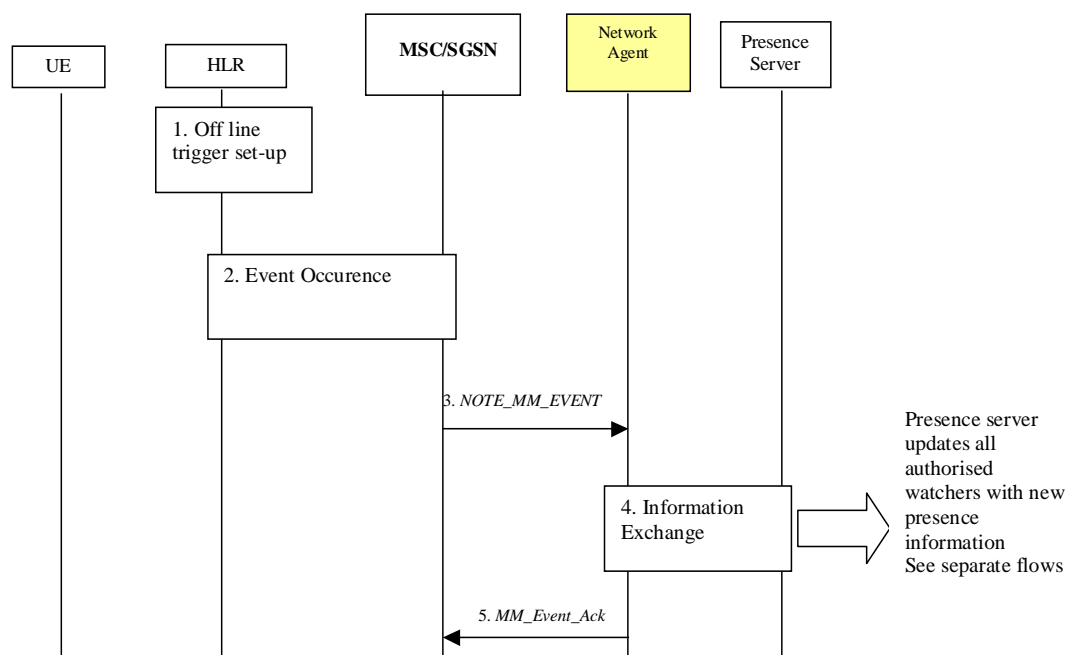 UE
HLR
MSC/SGSN
Network
Agent
Presence
Server
1. Off line
trigger set-up
2. Event Occurence
3. NOTE_MM_EVENT
4. Information
Exchange
Presence server
updates all
authorised
watchers with new
presence
information
See separate flows
5. MM_Event_Ack